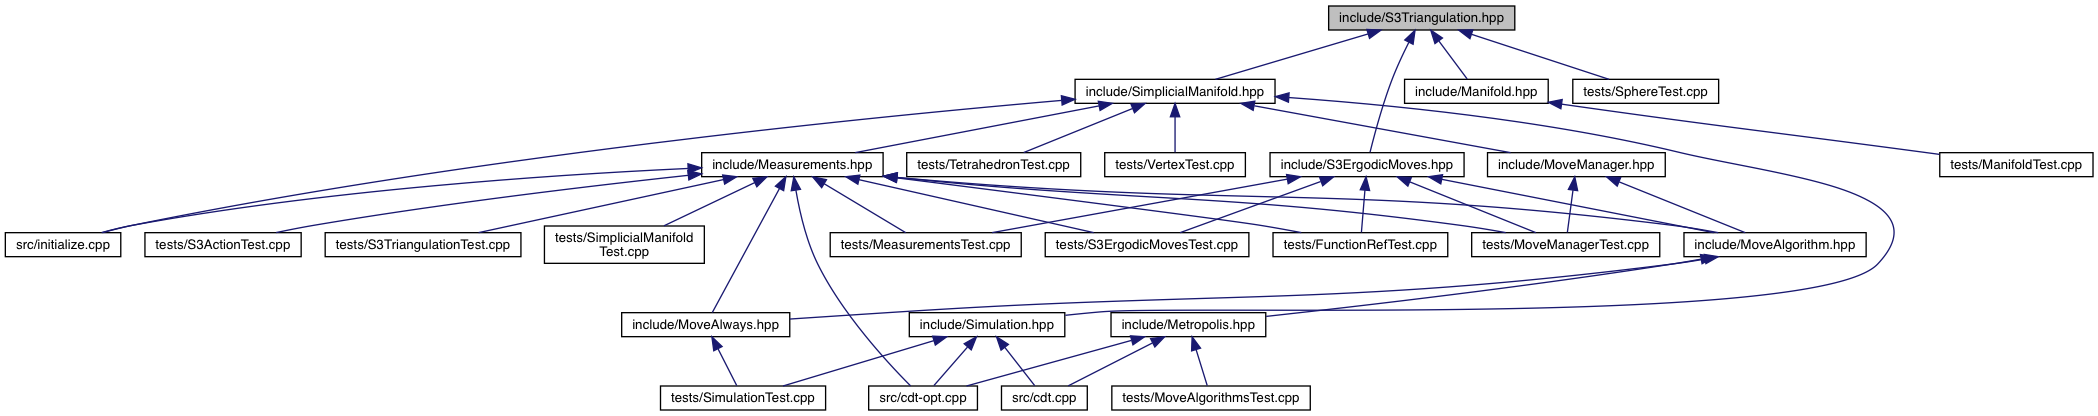 include/S3Triangulation.hpp
include/SimplicialManifold.hpp
include/Manifold.hpp
tests/SphereTest.cpp
include/Measurements.hpp
tests/TetrahedronTest.cpp
tests/VertexTest.cpp
include/S3ErgodicMoves.hpp
include/MoveManager.hpp
tests/ManifoldTest.cpp
src/initialize.cpp
tests/S3ActionTest.cpp
tests/S3TriangulationTest.cpp
tests/SimplicialManifold
Test.cpp
tests/MeasurementsTest.cpp
tests/S3ErgodicMovesTest.cpp
tests/FunctionRefTest.cpp
tests/MoveManagerTest.cpp
include/MoveAlgorithm.hpp
include/MoveAlways.hpp
include/Simulation.hpp
include/Metropolis.hpp
tests/SimulationTest.cpp
src/cdt-opt.cpp
src/cdt.cpp
tests/MoveAlgorithmsTest.cpp